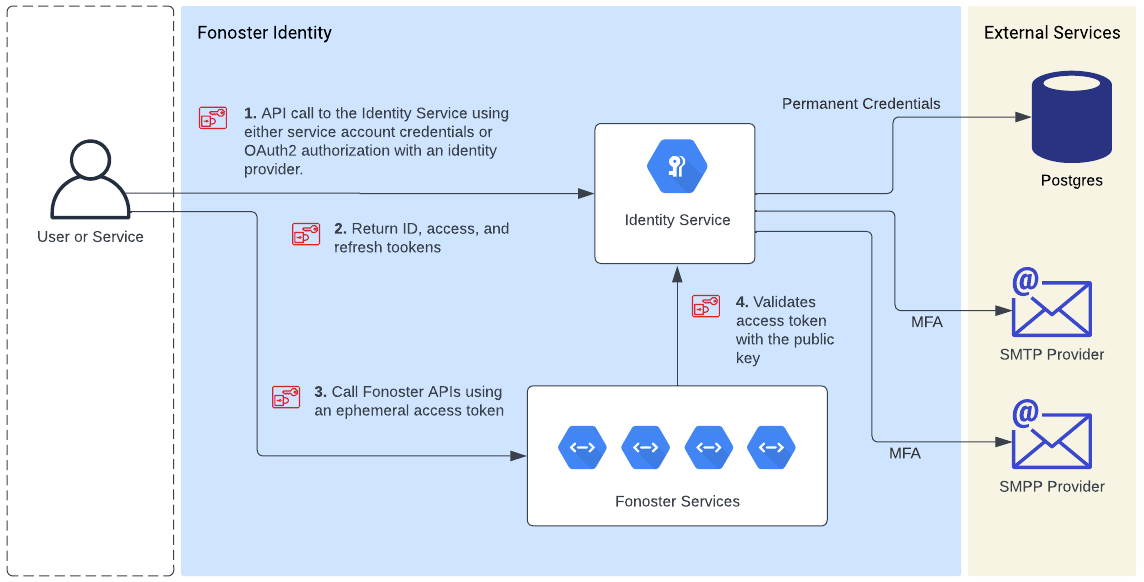 Fonoster Identity
External Services
1. API call to the Identity Service using
either service account credentials or
OAuth2 authorization with an identity
provider.
Permanent Credentials
Postgres
User or Service
2. Return ID, access, and
refresh tookens
Identity Service
4. Validates
access token
with the public
key
@
MFA
SMTP Provider
3. Call Fonoster APIs using
an ephemeral access token
@
MFA
SMPP Provider
Fonoster Services